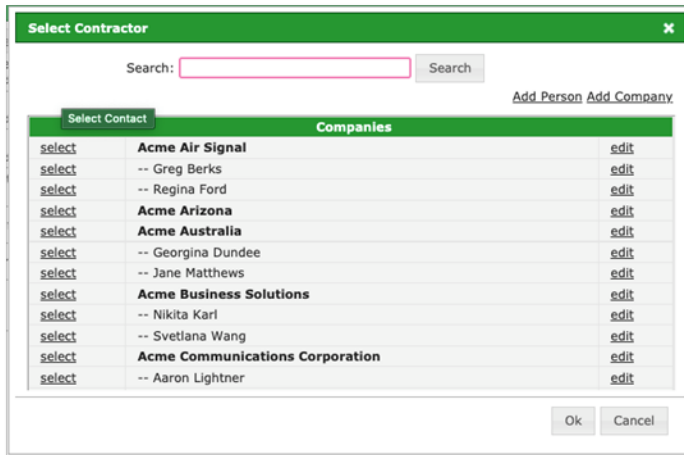 Select Contractor ×
Search: Search
Add Person Add Company
Select Contact
Companies
select Acme Air Signal edit
select -- Greg Berks edit
select -- Regina Ford edit
select Acme Arizona edit
select Acme Australia edit
select -- Georgina Dundee edit
select -- Jane Matthews edit
select Acme Business Solutions edit
select -- Nikita Karl edit
select -- Svetlana Wang edit
select Acme Communications Corporation edit
select -- Aaron Lightner edit
Ok Cancel